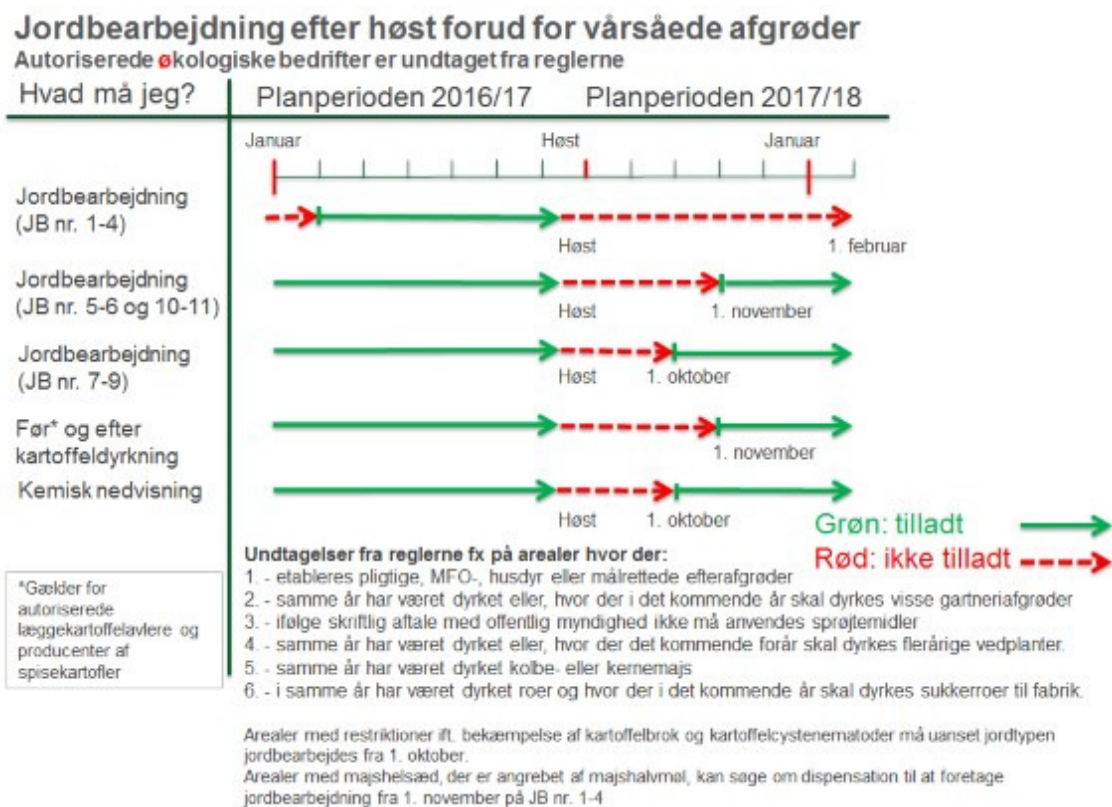 Jordbearbejdning efter høst forud for vårsåede afgrøder
Autoriserede økologiske bedrifter er undtaget fra reglerne
Hvad må jeg?
Planperioden 2016/17
Planperioden 2017/18
Januar
Høst
Januar
Jordbearbejdning
(JB nr. 1-4)
Høst
1. februar
Jordbearbejdning
(JB nr. 5-6 og 10-11)
Høst
1. november
Jordbearbejdning
(JB nr. 7-9)
Høst
1. oktober
Før* og efter
kartoffeldyrkning
1. november
Kemisk nedvisning
Høst
1. oktober
Grøn: tilladt
Rød: ikke tilladt
*Gælder for
autoriserede
læggekartoffelavlere og
producenter af
spisekartofler
Undtagelser fra reglerne fx på arealer hvor der:
1. - etableres pligtige, MFO-, husdyr eller målrettede efterafgrøder
2. - samme år har været dyrket eller, hvor der i det kommende år skal dyrkes visse gartneriafgrøder
3. - ifølge skriftlig aftale med offentlig myndighed ikke må anvendes sprøjtemidler
4. - samme år har været dyrket eller, hvor der det kommende forår skal dyrkes flerårige vedplanter.
5. - samme år har været dyrket kolbe- eller kernemajs
6. - i samme år har været dyrket roer og hvor der i det kommende år skal dyrkes sukkerroer til fabrik.
Arealer med restriktioner ift. bekæmpelse af kartoffelbrok og kartoffelcystenematoder må uanset jordtypen
jordbearbejdes fra 1. oktober.
Arealer med majshelsæd, der er angrebet af majshalvmøl, kan søge om dispensation til at foretage
jordbearbejdning fra 1. november på JB nr. 1-4